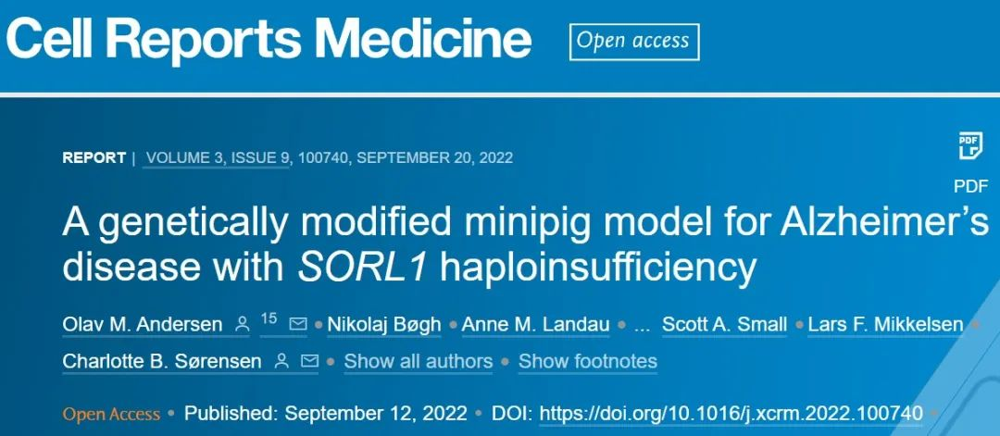 Cell Reports Medicine Open access
REPORT | VOLUME 3, ISSUE 9, 100740, SEPTEMBER 20, 2022
PDF
PDF
A genetically modified minipig model for Alzheimer's
disease with SORL1 haploinsufficiency
Olav M. Andersen 15 • Nikolaj Bøgh • Anne M. Landau • ... Scott A. Small • Lars F. Mikkelsen •
Charlotte B. Sørensen • Show all authors • Show footnotes
Open Access • Published: September 12, 2022 • DOI: https://doi.org/10.1016/j.xcrm.2022.100740 •